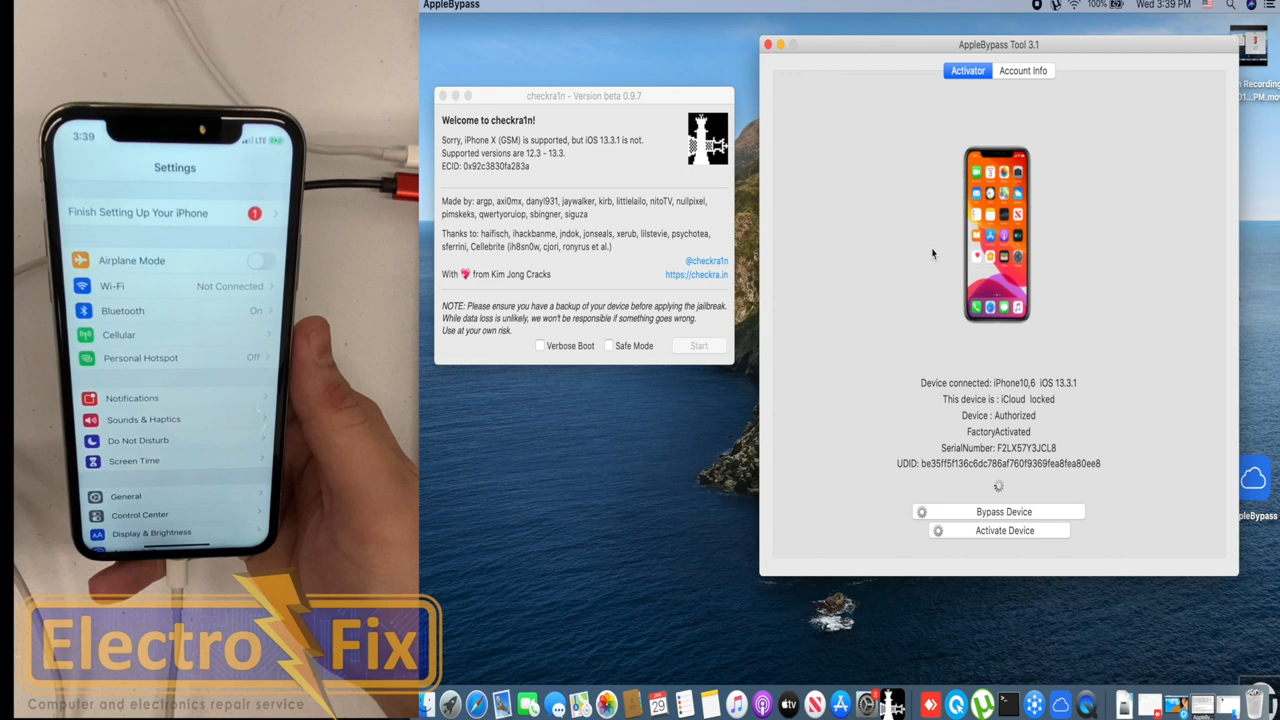 3:39
LTE
Settings
Finish Setting Up Your iPhone 1
Airplane Mode
Wi-Fi Not Connected
Bluetooth On
Cellular
Personal Hotspot Off
Notifications
Sounds & Haptics
Do Not Disturb
Screen Time
General
Control Center
AA Display & Brightness
Electro Fix
Computer and electronics repair service
AppleBypass
100%
Wed 3:39 PM
checkra1n - Version beta 0.9.7
Welcome to checkra1n!
Sorry, iPhone X (GSM) is supported, but iOS 13.3.1 is not.
Supported versions are 12.3 - 13.3.
ECID: 0x92c3830fa283a
Made by: argp, axi0mx, danyl931, jaywalker, kirb, littlelailo, nitoTV, nullpixel,
pimskeks, qwertyoruiop, sbingner, siguza
Thanks to: haifisch, ihackbanme, jndok, jonseals, xerub, lilstevie, psychotea,
sferrini, Cellebrite (ih8sn0w, cjori, ronyrus et al.)
@checkra1n
With 💖 from Kim Jong Cracks https://checkra.in
NOTE: Please ensure you have a backup of your device before applying the jailbreak.
While data loss is unlikely, we won't be responsible if something goes wrong.
Use at your own risk.
Verbose Boot Safe Mode Start
AppleBypass Tool 3.1
Activator Account Info
Device connected: iPhone10,6 iOS 13.3.1
This device is : iCloud locked
Device : Authorized
FactoryActivated
SerialNumber: F2LX57Y3JCL8
UDID: be35ff5f136c6dc786af760f9369fea8fea80ee8
Bypass Device
Activate Device
n Recording
01...PM.mov
pleBypass
29